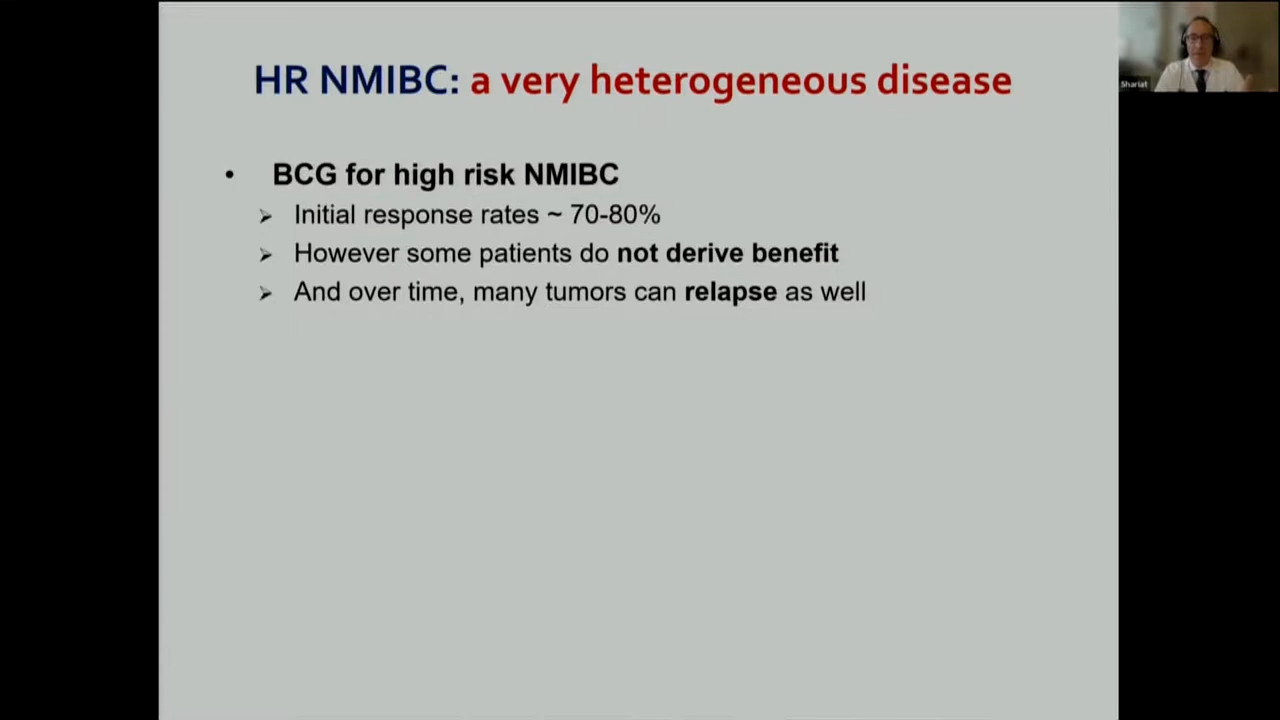 HR NMIBC: a very heterogeneous disease
Shariat
• BCG for high risk NMIBC
➢ Initial response rates ~ 70-80%
➢ However some patients do not derive benefit
➢ And over time, many tumors can relapse as well